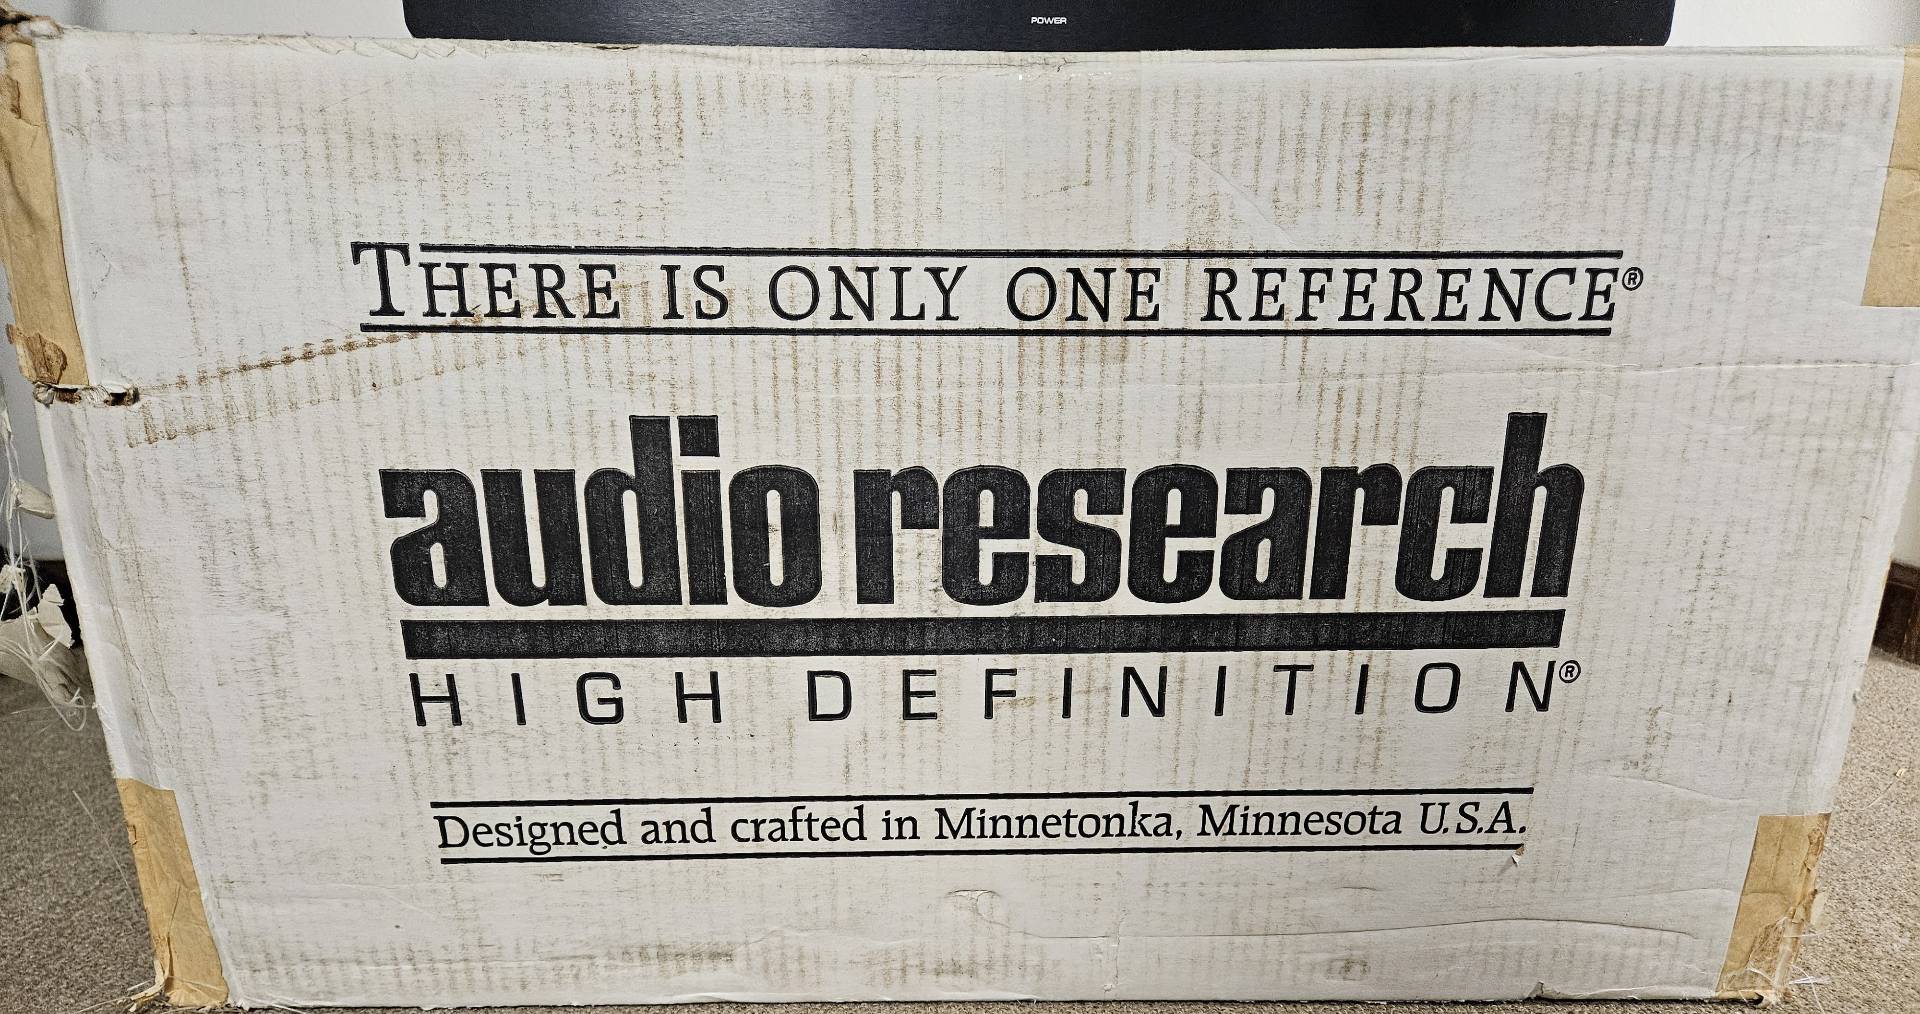 POWER
THERE IS ONLY ONE REFERENCE®
audio research
HIGH DEFINITION®
Designed and crafted in Minnetonka, Minnesota U.S.A.